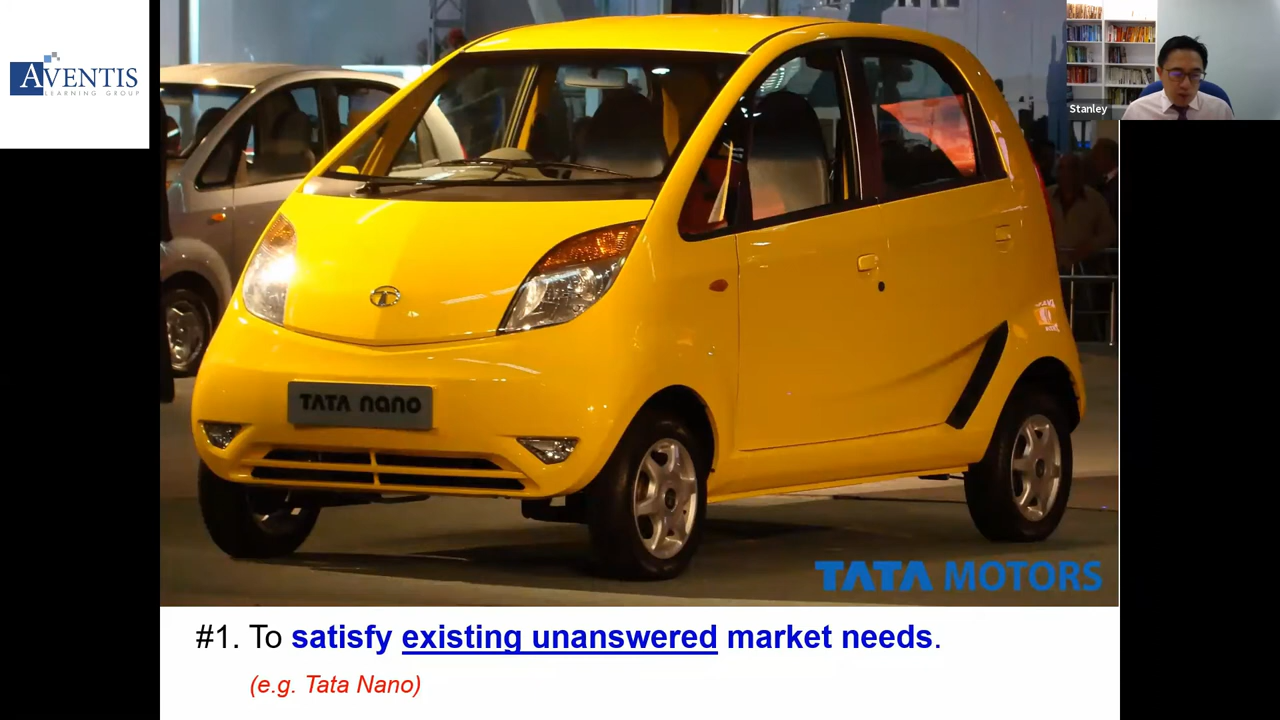 AVENTIS
LEARNING GROUP
Stanley
TATA nano
TATA MOTORS
#1. To satisfy existing unanswered market needs.
(e.g. Tata Nano)